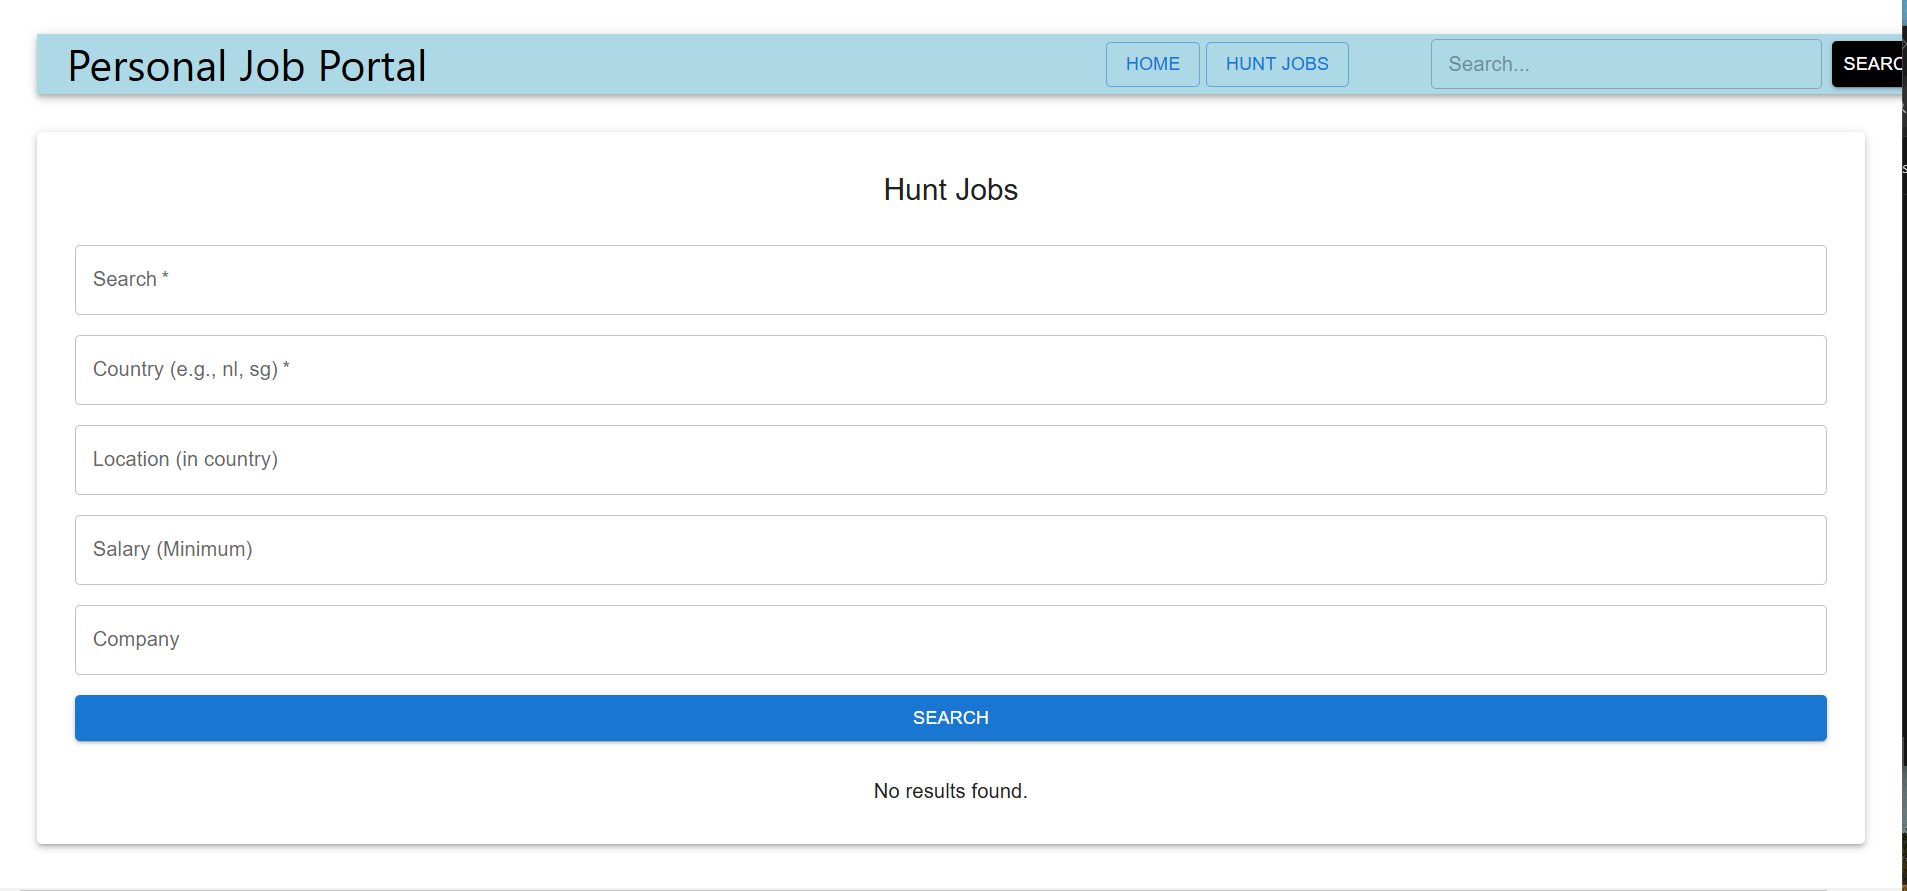 Personal Job Portal
HOME
HUNT JOBS
Search...
SEARC
Hunt Jobs
Search *
Country (e.g., nl, sg) *
Location (in country)
Salary (Minimum)
Company
SEARCH
No results found.